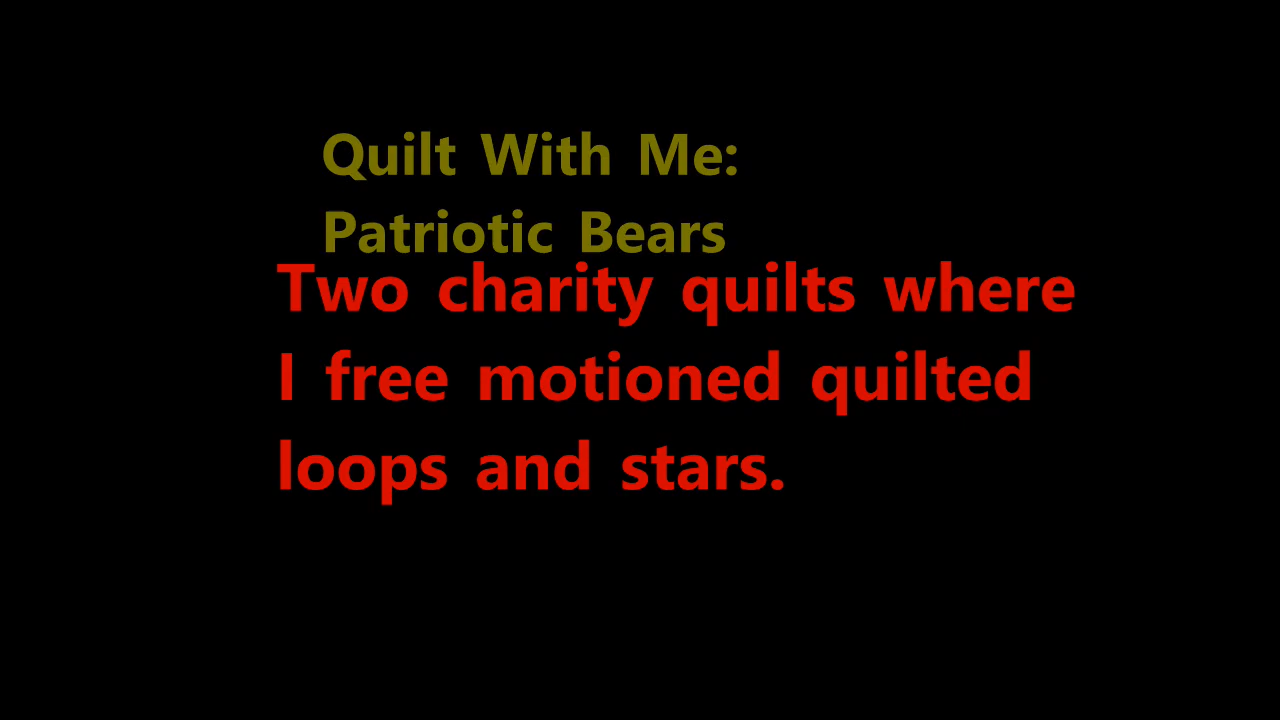 Quilt With Me:
Patriotic Bears
Two charity quilts where
I free motioned quilted
loops and stars.